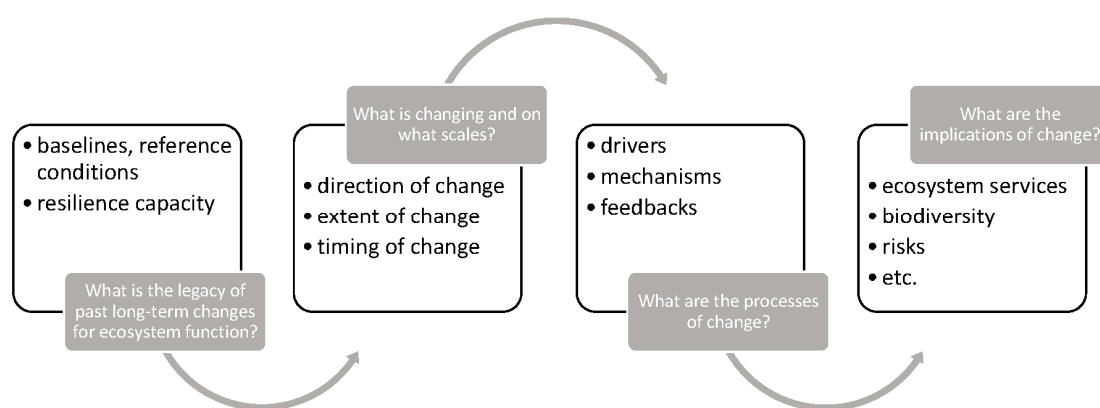 • baselines, reference
conditions
• resilience capacity
What is the legacy of
past long-term changes
for ecosystem function?
What is changing and on
what scales?
• direction of change
• extent of change
• timing of change
• drivers
• mechanisms
• feedbacks
What are the processes
of change?
What are the
implications of change?
• ecosystem services
• biodiversity
• risks
• etc.